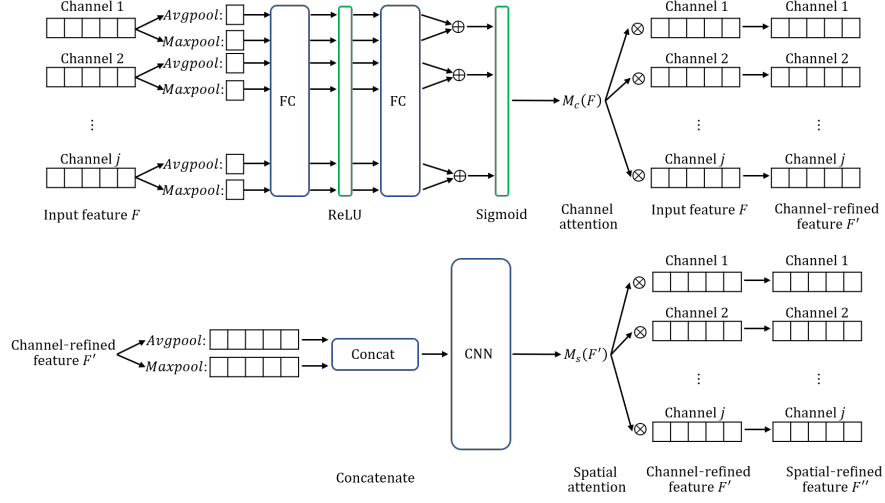 Channel 1
Avgpool:
Maxpool:
Channel 2
Avgpool:
Maxpool:
⋮
Channel j
Avgpool:
Maxpool:
Input feature F
FC
ReLU
FC
Sigmoid
M_c(F)
Channel
attention
Channel 1
Channel 2
⋮
Channel j
Input feature F
Channel 1
Channel 2
⋮
Channel j
Channel-refined
feature F′
Channel-refined
feature F′
Avgpool:
Maxpool:
Concat
Concatenate
CNN
M_s(F′)
Spatial
attention
Channel 1
Channel 2
⋮
Channel j
Channel-refined
feature F′
Channel 1
Channel 2
⋮
Channel j
Spatial-refined
feature F′′